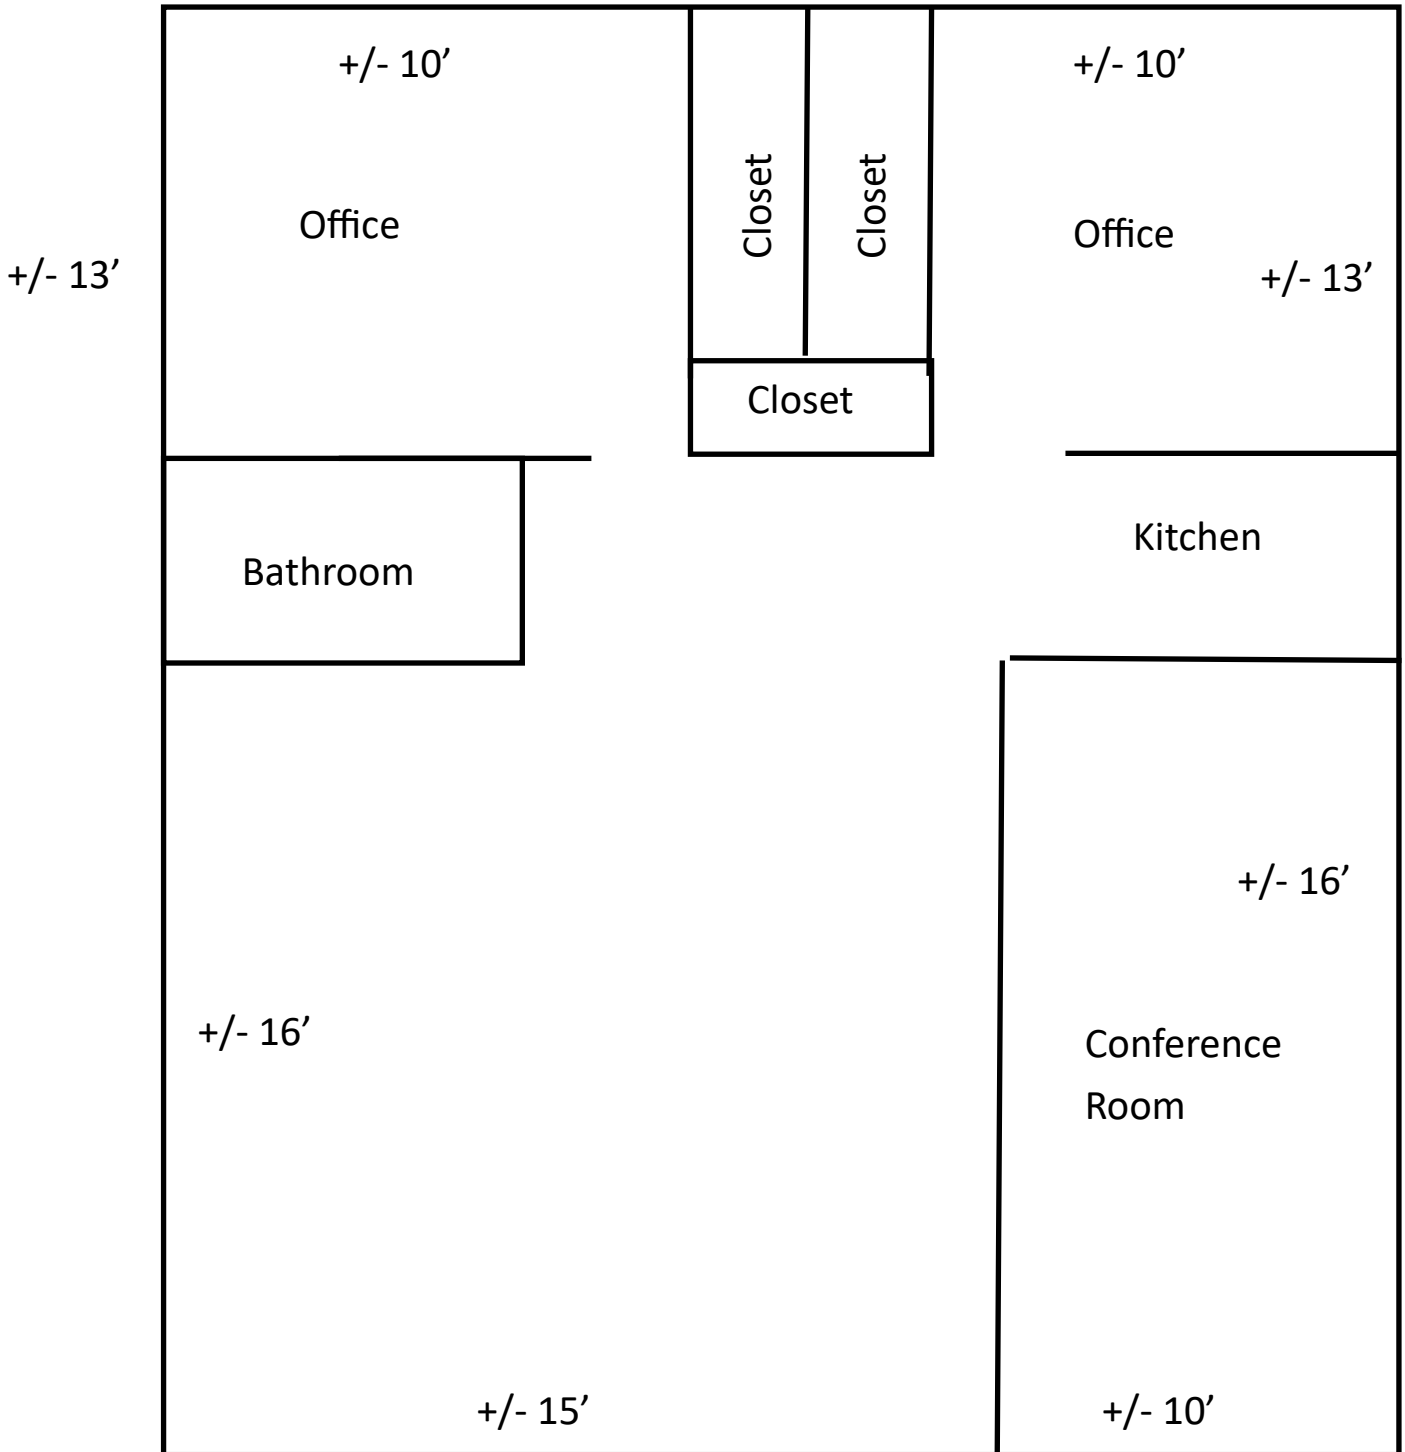 +/- 10’
+/- 10’
Closet
Closet
Office
Office
+/- 13’
+/- 13’
Closet
Kitchen
Bathroom
+/- 16’
+/- 16’
Conference
Room
+/- 15’
+/- 10’